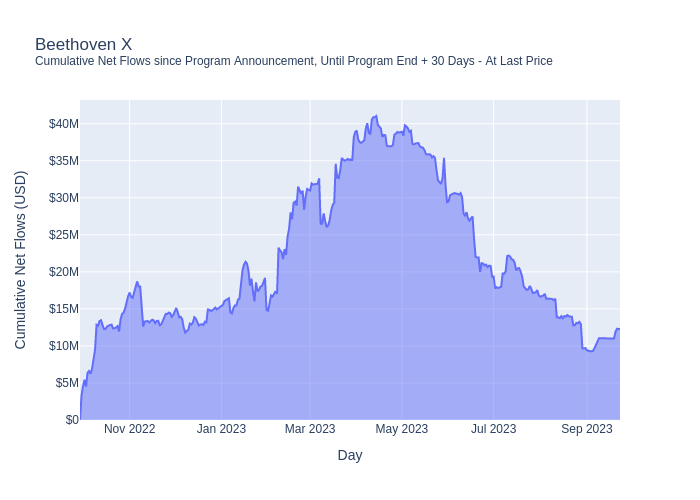 Beethoven X
Cumulative Net Flows since Program Announcement, Until Program End + 30 Days - At Last Price
$40M
$35M
$30M
$25M
$20M
$15M
$10M
$5M
$0
Cumulative Net Flows (USD)
Nov 2022
Jan 2023
Mar 2023
May 2023
Jul 2023
Sep 2023
Day